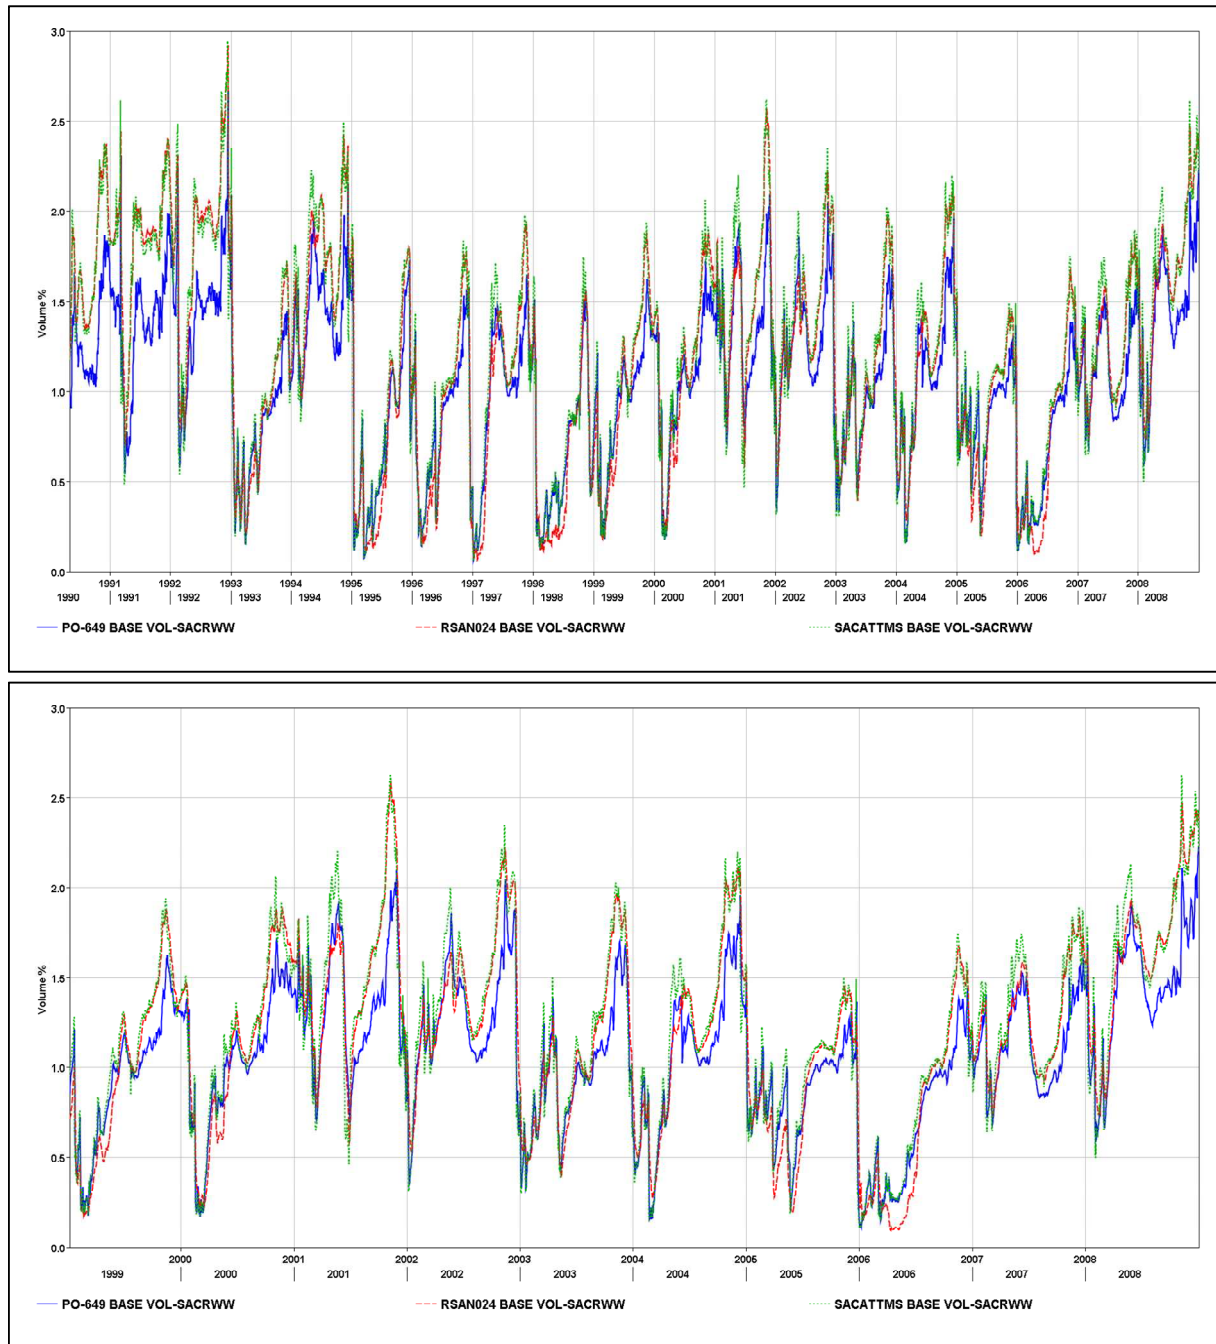 3.0
2.5
2.0
1.5
1.0
0.5
0.0
Volume %
1991 1992 1993 1994 1995 1996 1997 1998 1999 2000 2001 2002 2003 2004 2005 2006 2007 2008
1990 1991 1992 1993 1994 1995 1996 1997 1998 1999 2000 2001 2002 2003 2004 2005 2006 2007 2008
PO-649 BASE VOL-SACRWW RSAN024 BASE VOL-SACRWW SACATTMS BASE VOL-SACRWW
3.0
2.5
2.0
1.5
1.0
0.5
0.0
Volume %
2000 2001 2002 2003 2004 2005 2006 2007 2008
1999 2000 2001 2002 2003 2004 2005 2006 2007 2008
PO-649 BASE VOL-SACRWW RSAN024 BASE VOL-SACRWW SACATTMS BASE VOL-SACRWW